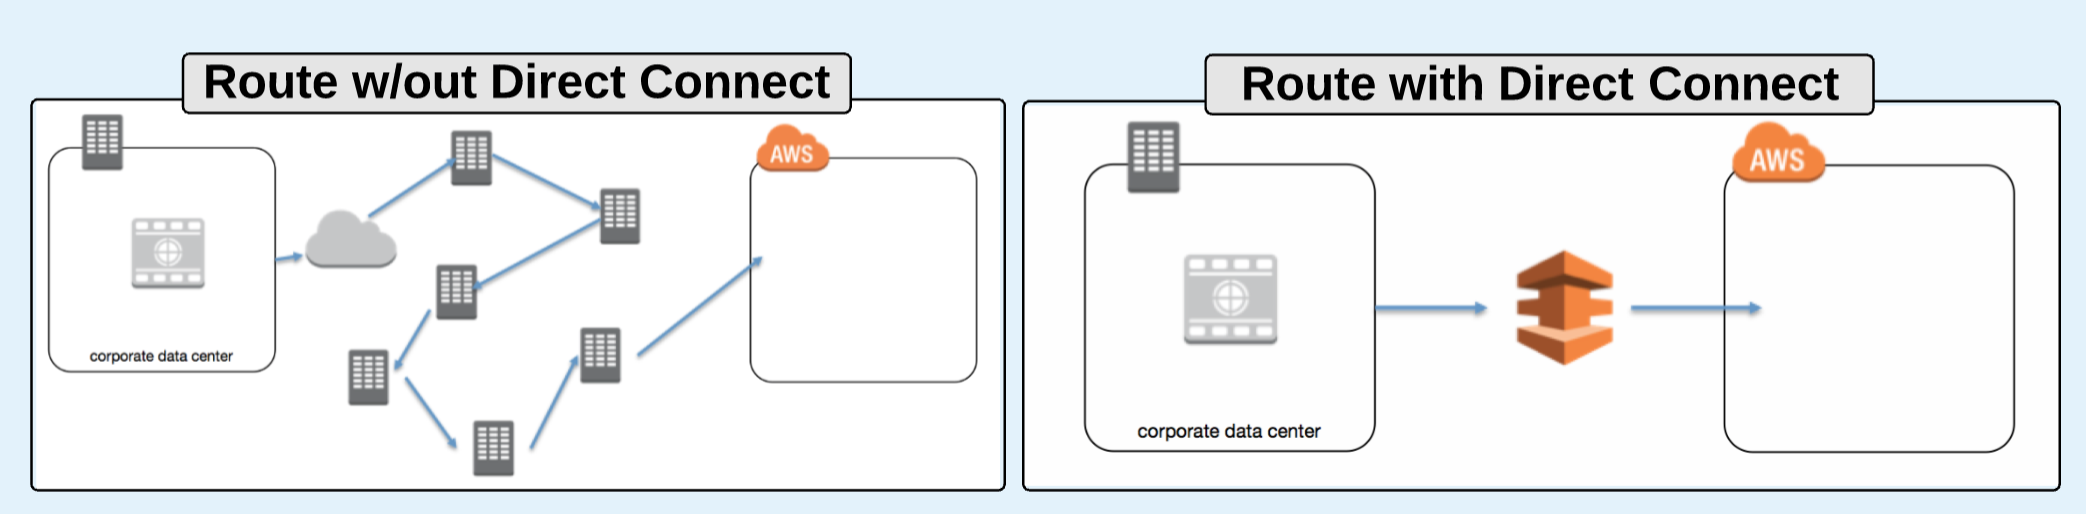 Route w/out Direct Connect
AWS
corporate data center
Route with Direct Connect
AWS
corporate data center